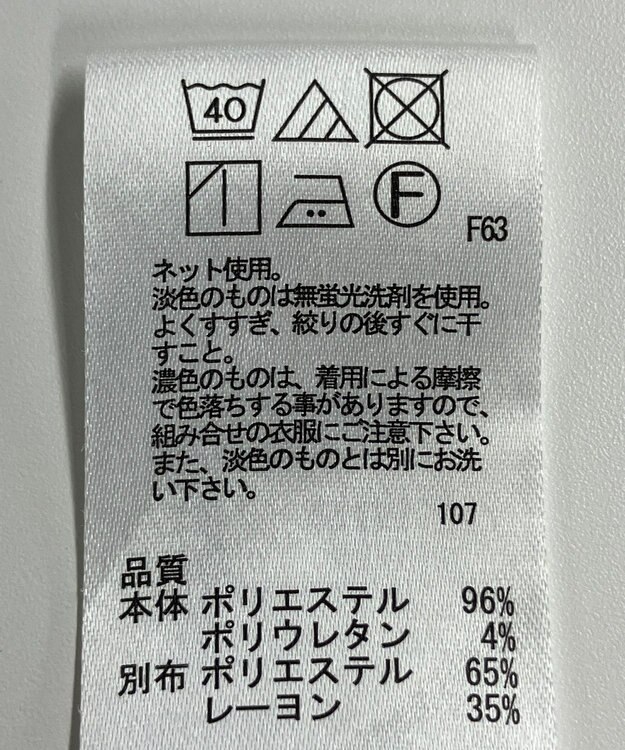 40
F
F63
ネット使用。
淡色のものは無蛍光洗剤を使用。
よくすすぎ、絞りの後すぐに干
すこと。
濃色のものは、着用による摩擦
で色落ちする事がありますので、
組み合せの衣服にご注意下さい。
また、淡色のものとは別にお洗
い下さい。
107
品質
本体 ポリエステル 96%
ポリウレタン 4%
別布 ポリエステル 65%
レーヨン 35%